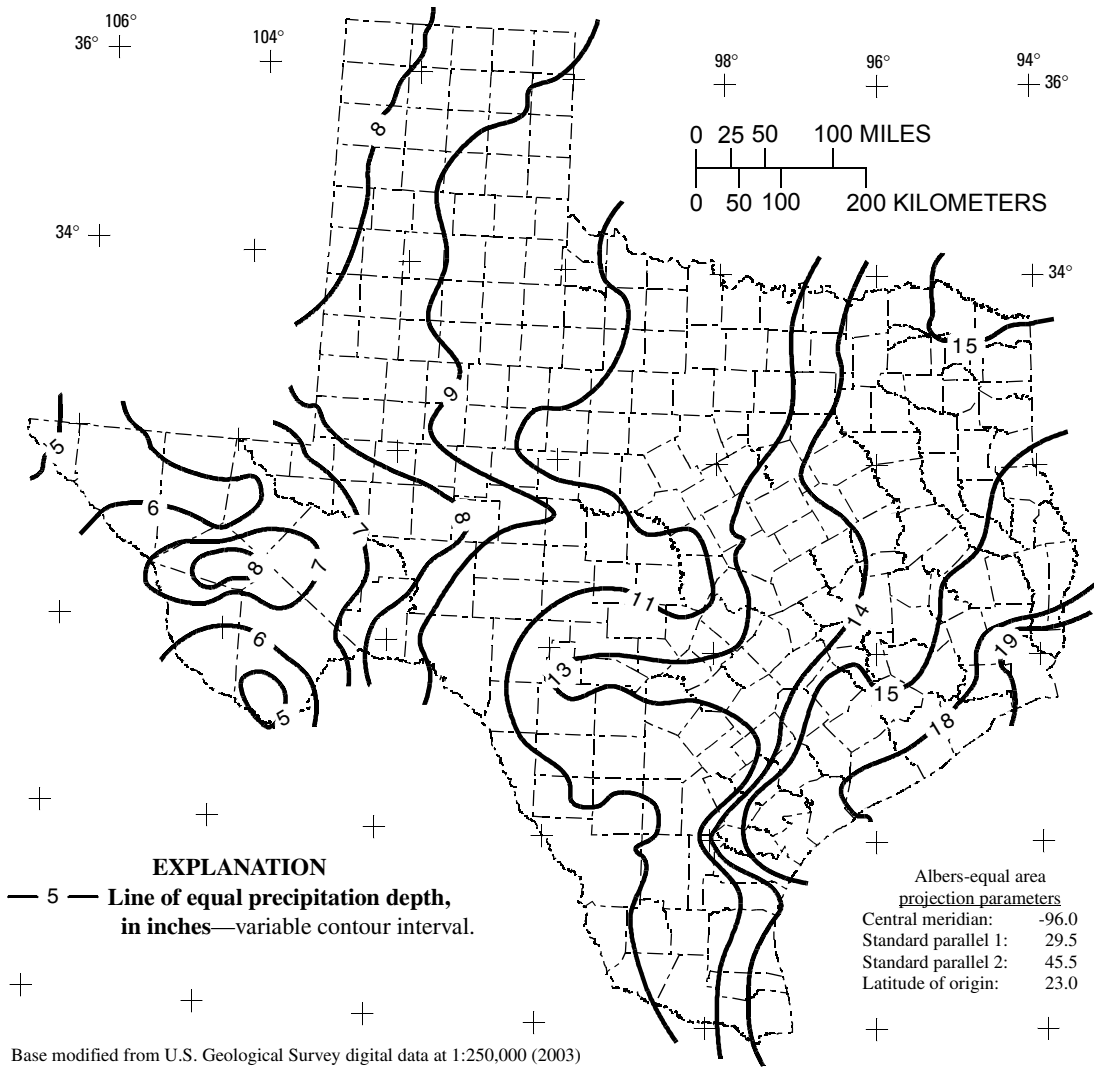 106°
36°
104°
98°
96°
94°
36°
0 25 50 100 MILES
0 50 100 200 KILOMETERS
8
34°
34°
15
9
5
6
8
7
8
7
11
14
6
19
13
15
5
18
EXPLANATION
5 Line of equal precipitation depth,
in inches—variable contour interval.
Albers-equal area
projection parameters
Central meridian: -96.0
Standard parallel 1: 29.5
Standard parallel 2: 45.5
Latitude of origin: 23.0
Base modified from U.S. Geological Survey digital data at 1:250,000 (2003)